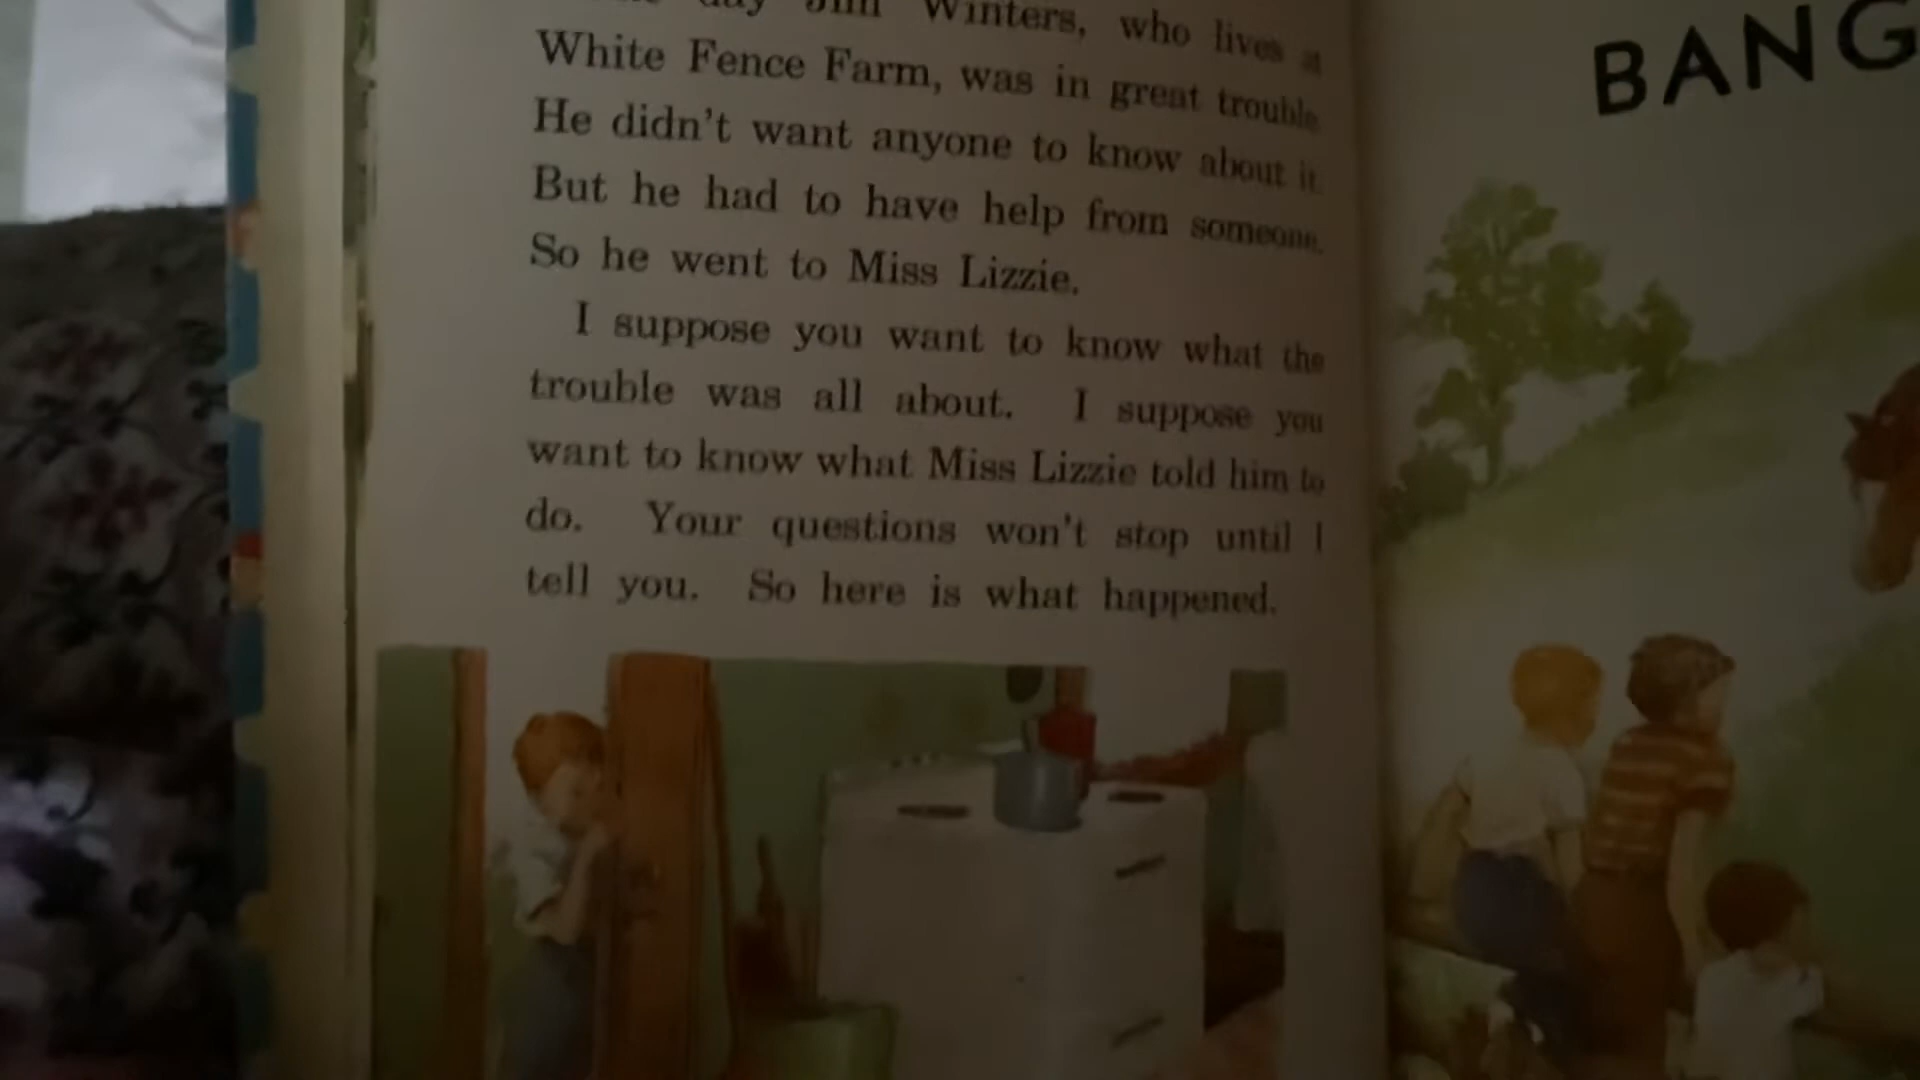 day Jim Winters, who lives at
White Fence Farm, was in great trouble.
He didn't want anyone to know about it.
But he had to have help from someone.
So he went to Miss Lizzie.
I suppose you want to know what the
trouble was all about. I suppose you
want to know what Miss Lizzie told him to
do. Your questions won't stop until I
tell you. So here is what happened.
BANG